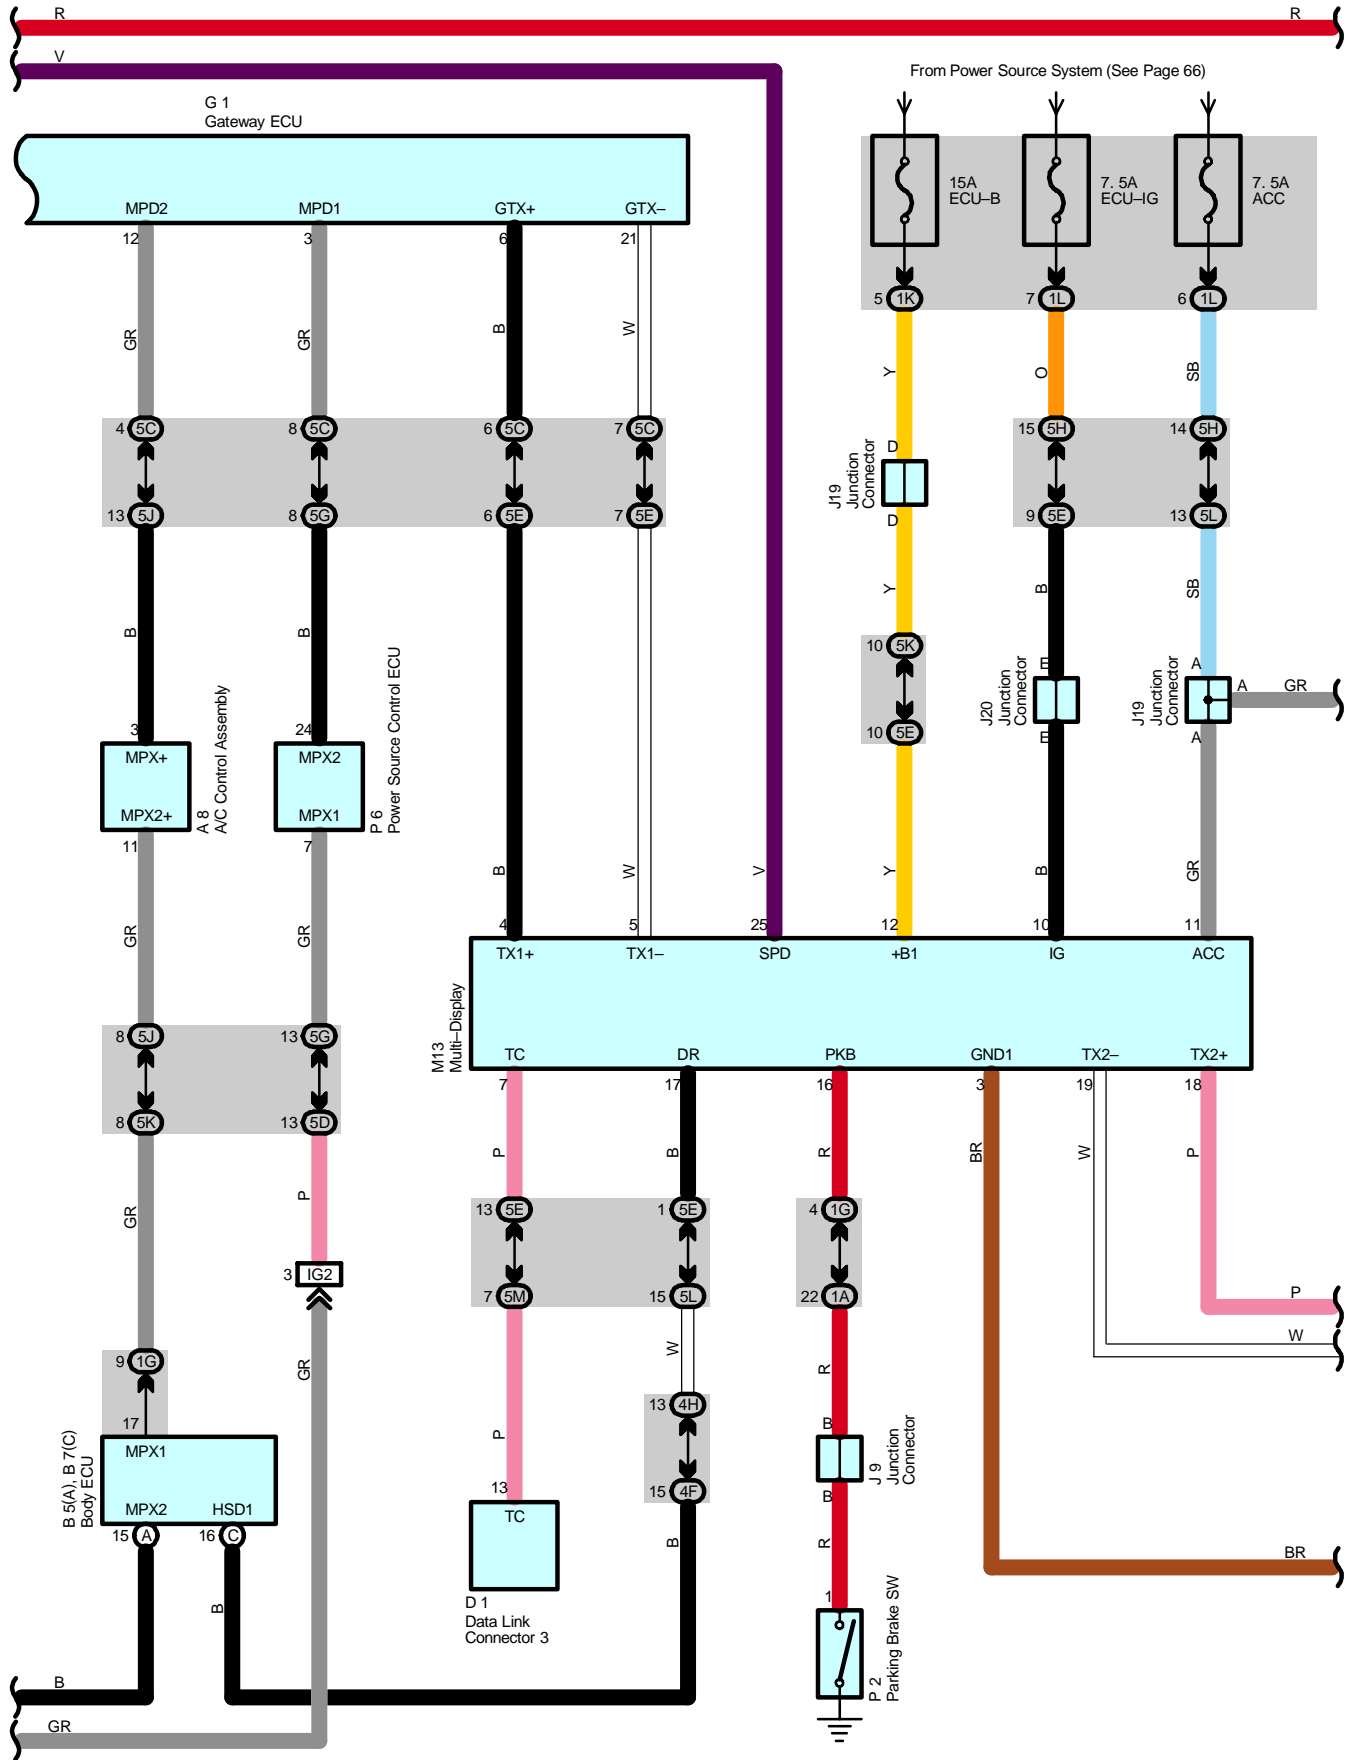 R R
V
From Power Source System (See Page 66)
G 1
Gateway ECU
MPD2 MPD1 GTX+ GTX–
12 3 6 21
15A
ECU–B
7. 5A
ECU–IG
7. 5A
ACC
5 1K 7 1L 6 1L
GR GR B W
Y O SB
4 5C 8 5C 6 5C 7 5C
15 5H 14 5H
D
J19
Junction
Connector
D
13 5J 8 5G 6 5E 7 5E
9 5E 13 5L
B B
Y B SB
10 5K
10 5E
E
J20
Junction
Connector
E
A
J19
Junction
Connector
A
A GR
3 24
MPX+ MPX2
MPX2+ MPX1
A 8
A/C Control Assembly
P 6
Power Source Control ECU
11 7
GR GR
B W V Y B GR
4 5 25 12 10 11
TX1+ TX1– SPD +B1 IG ACC
M13
Multi–Display
TC DR PKB GND1 TX2– TX2+
7 17 16 3 19 18
8 5J 13 5G
8 5K 13 5D
P B R BR W P
GR P
13 5E 1 5E 4 1G
3 IG2
7 5M 15 5L 22 1A
P
W
9 1G
GR
W R
13 4H
17
MPX1
MPX2 HSD1
B 5(A), B 7(C)
Body ECU
15 A 16 C
P
B
J 9
Junction
Connector
B
13
TC
15 4F
B
B R
BR
D 1
Data Link
Connector 3
1
P 2
Parking Brake SW
B
GR